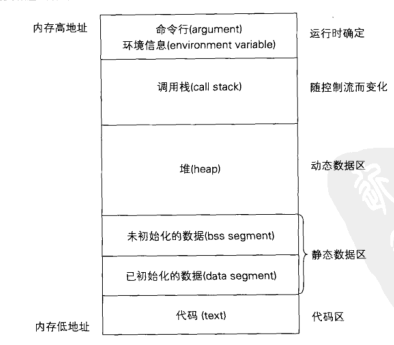 内存高地址
命令行(argument)
环境信息(environment variable)
运行时确定
调用栈(call stack)
随控制流而变化
堆(heap)
动态数据区
未初始化的数据(bss segment)
静态数据区
已初始化的数据(data segment)
代码 (text)
代码区
内存低地址